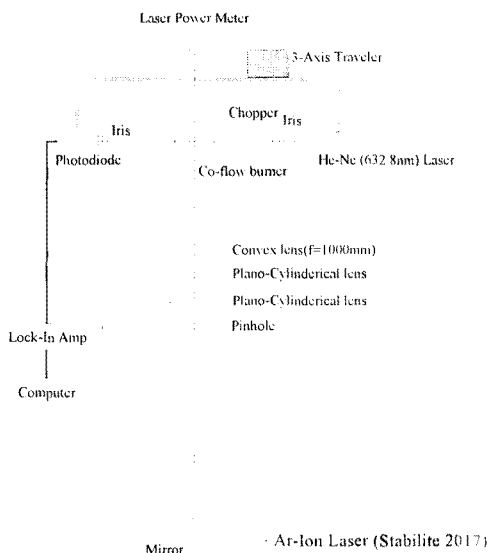 Laser Power Meter
3-Axis Traveler
Chopper
Iris
Iris
Photodiode
He-Ne (632.8nm) Laser
Co-flow burner
Convex lens(f=1000mm)
Plano-Cylinderical lens
Plano-Cylinderical lens
Pinhole
Lock-In Amp
Computer
Ar-Ion Laser (Stabilite 2017)
Mirror